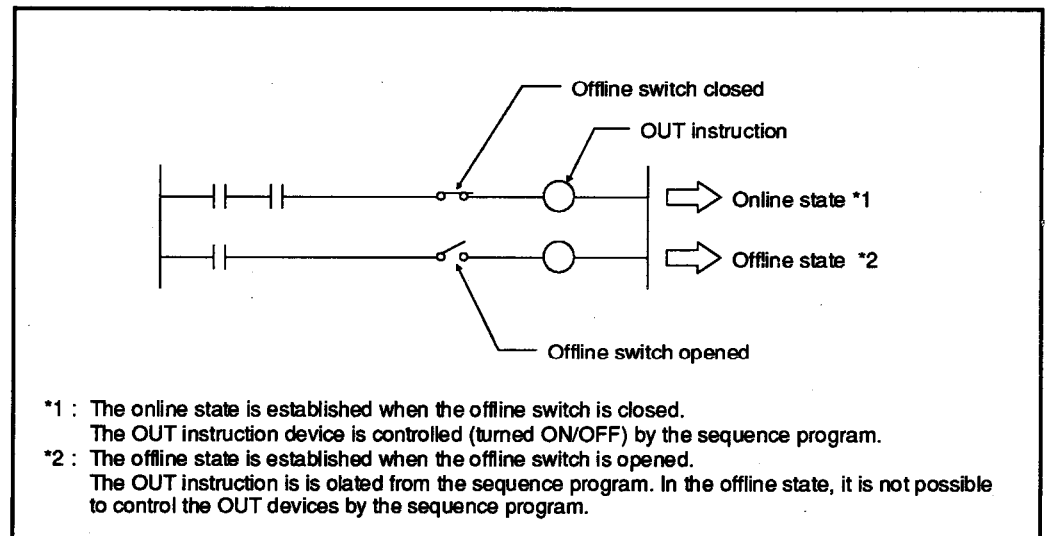 Offline switch closed
OUT instruction
Online state *1
Offline state *2
Offline switch opened
*1 : The online state is established when the offline switch is closed.
The OUT instruction device is controlled (turned ON/OFF) by the sequence program.
*2 : The offline state is established when the offline switch is opened.
The OUT instruction is is olated from the sequence program. In the offline state, it is not possible
to control the OUT devices by the sequence program.